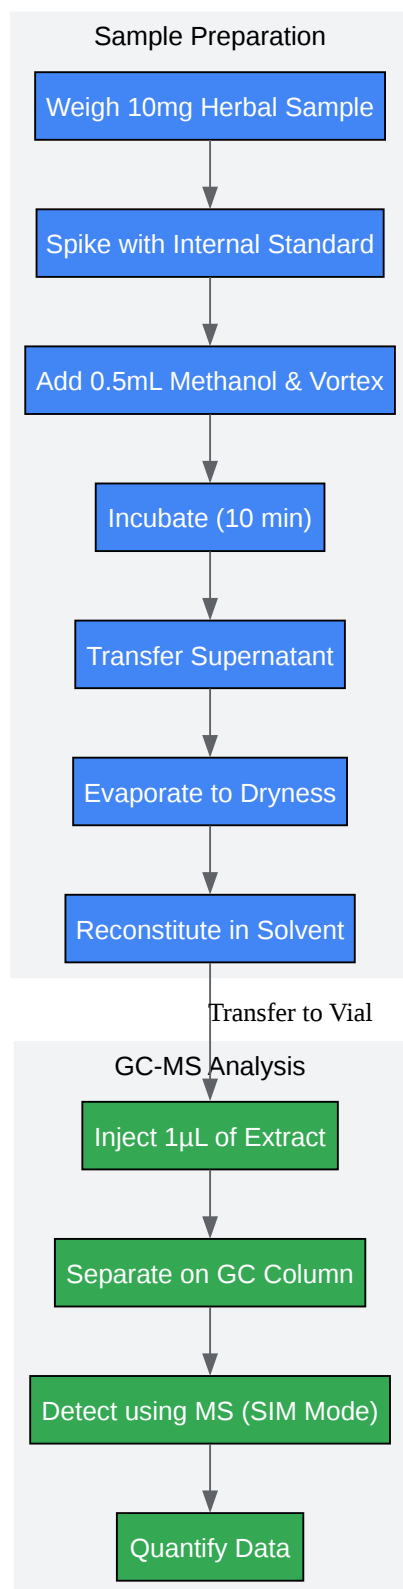 Sample Preparation
Weigh 10mg Herbal Sample
Spike with Internal Standard
Add 0.5mL Methanol & Vortex
Incubate (10 min)
Transfer Supernatant
Evaporate to Dryness
Reconstitute in Solvent
Transfer to Vial
GC-MS Analysis
Inject 1µL of Extract
Separate on GC Column
Detect using MS (SIM Mode)
Quantify Data